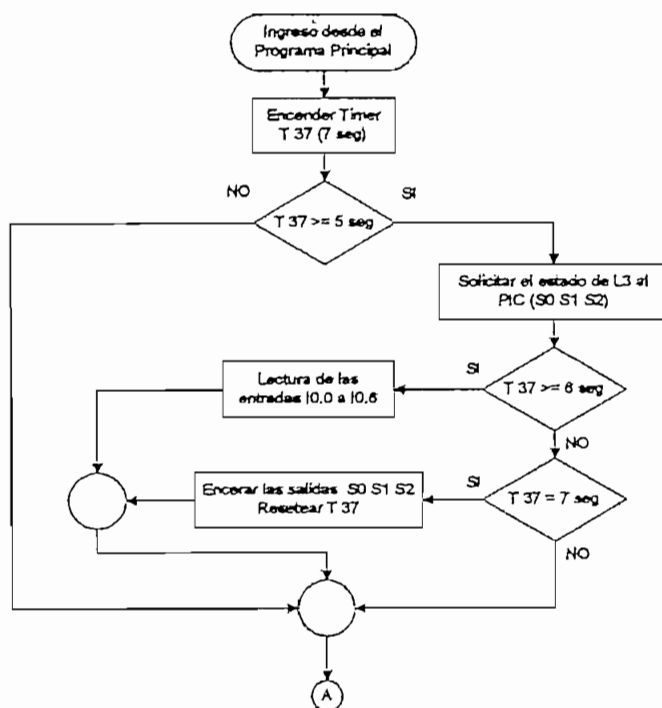 Ingreso desde el
Programa Principal
Encender Timer
T 37 (7 seg)
NO
SI
T 37 >= 5 seg
Solicitar el estado de L3 al
PIC (S0 S1 S2)
SI
T 37 >= 6 seg
Lectura de las
entradas I0.0 a I0.6
NO
SI
T 37 = 7 seg
Encerar las salidas S0 S1 S2
Resetear T 37
NO
A